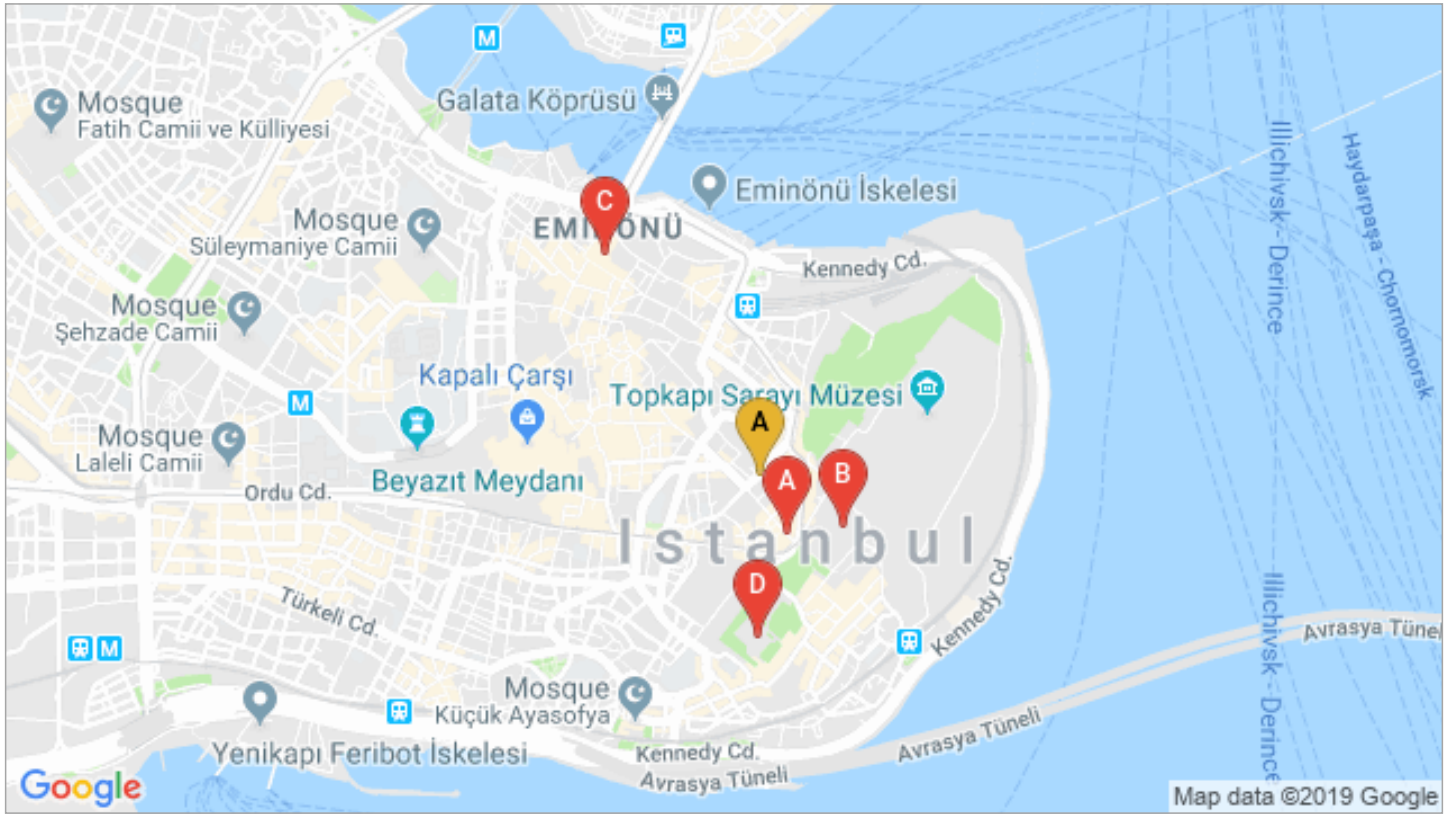 M
Galata Köprüsü
Mosque
Fatih Camii ve Külliyesi
C
Eminönü İskelesi
Mosque
Süleymaniye Camii
EMİNÖNÜ
Kennedy Cd.
Mosque
Şehzade Camii
Kapalı Çarşı
M
Topkapı Sarayı Müzesi
A
Mosque
Laleli Camii
Beyazıt Meydanı
Ordu Cd.
A
B
Istanbul
D
Türkeli Cd.
Kennedy Cd.
M
Mosque
Küçük Ayasofya
Yenikapı Feribot İskelesi
Kennedy Cd.
Avrasya Tüneli
Avrasya Tüneli
Avrasya Tünel
Illichivsk - Derince
Illichivsk - Derince
Haydarpaşa - Chornomorsk
Google
Map data ©2019 Google